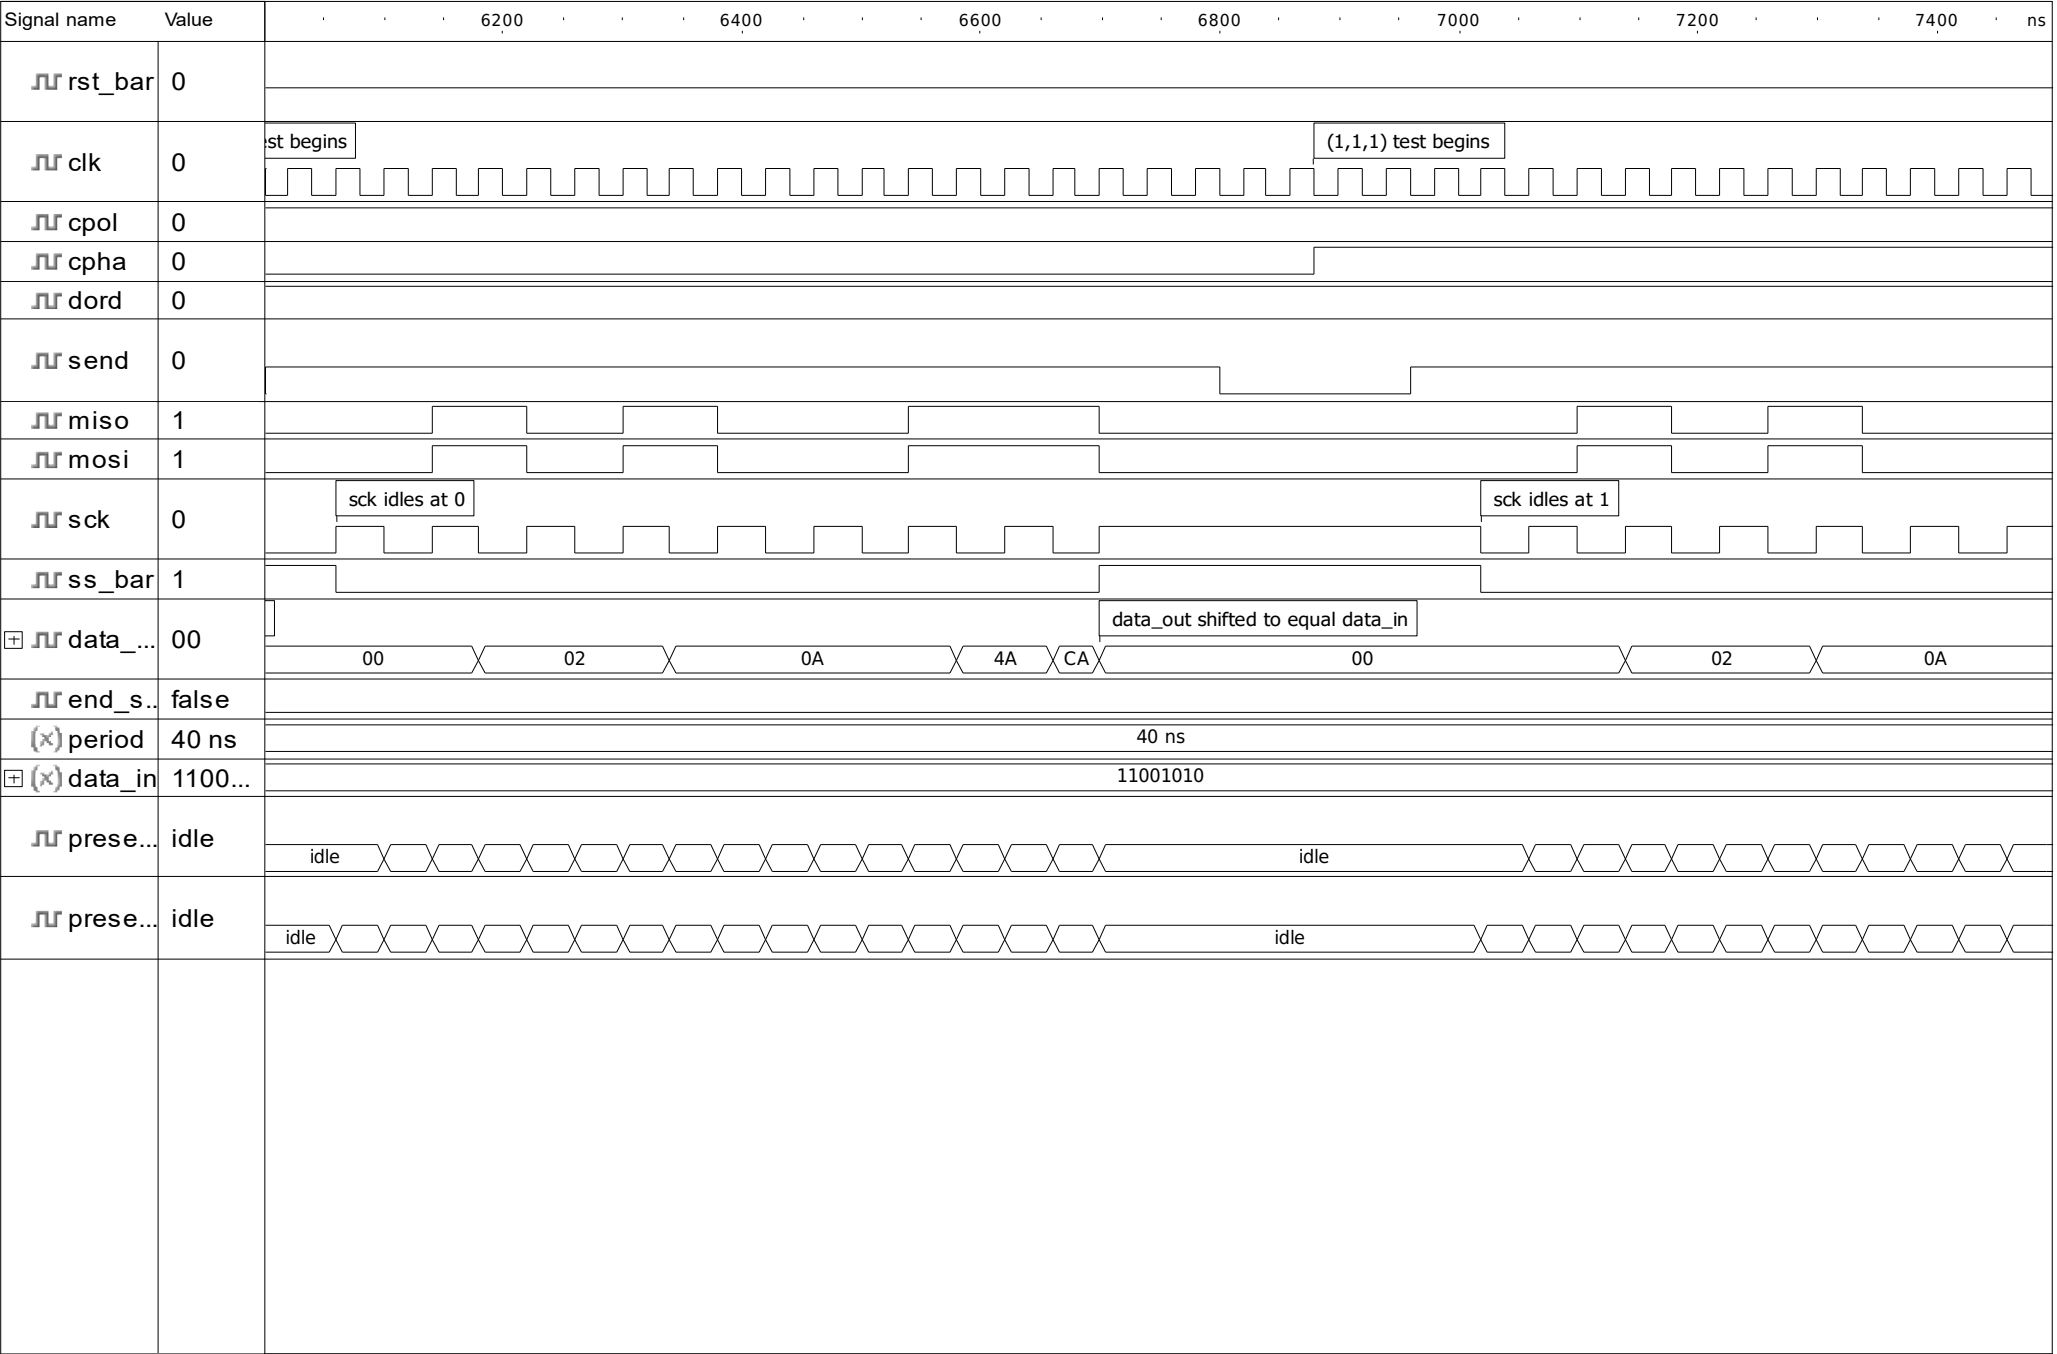 Signal name Value 6200 6400 6600 6800 7000 7200 7400 ns
rst_bar 0
est begins (1,1,1) test begins
clk 0
cpol 0
cpha 0
dord 0
send 0
miso 1
mosi 1
sck idles at 0 sck idles at 1
sck 0
ss_bar 1
data_out shifted to equal data_in
data_... 00 00 02 0A 4A CA 00 02 0A
end_s.. false
period 40 ns 40 ns
data_in 1100... 11001010
prese... idle idle idle
prese... idle idle idle